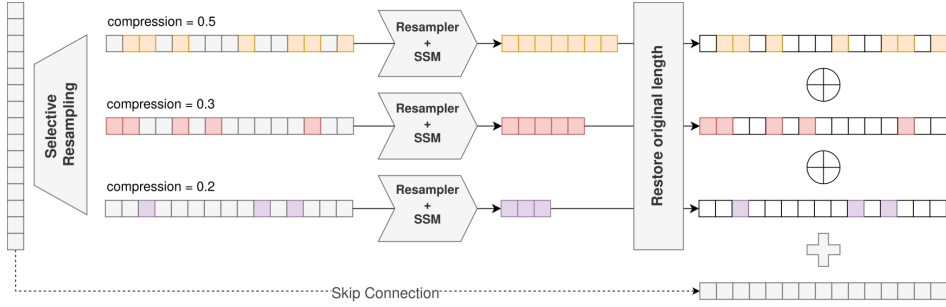 compression = 0.5
Resampler
+
SSM
compression = 0.3
Resampler
+
SSM
compression = 0.2
Resampler
+
SSM
Selective
Resampling
Restore original length
Skip Connection